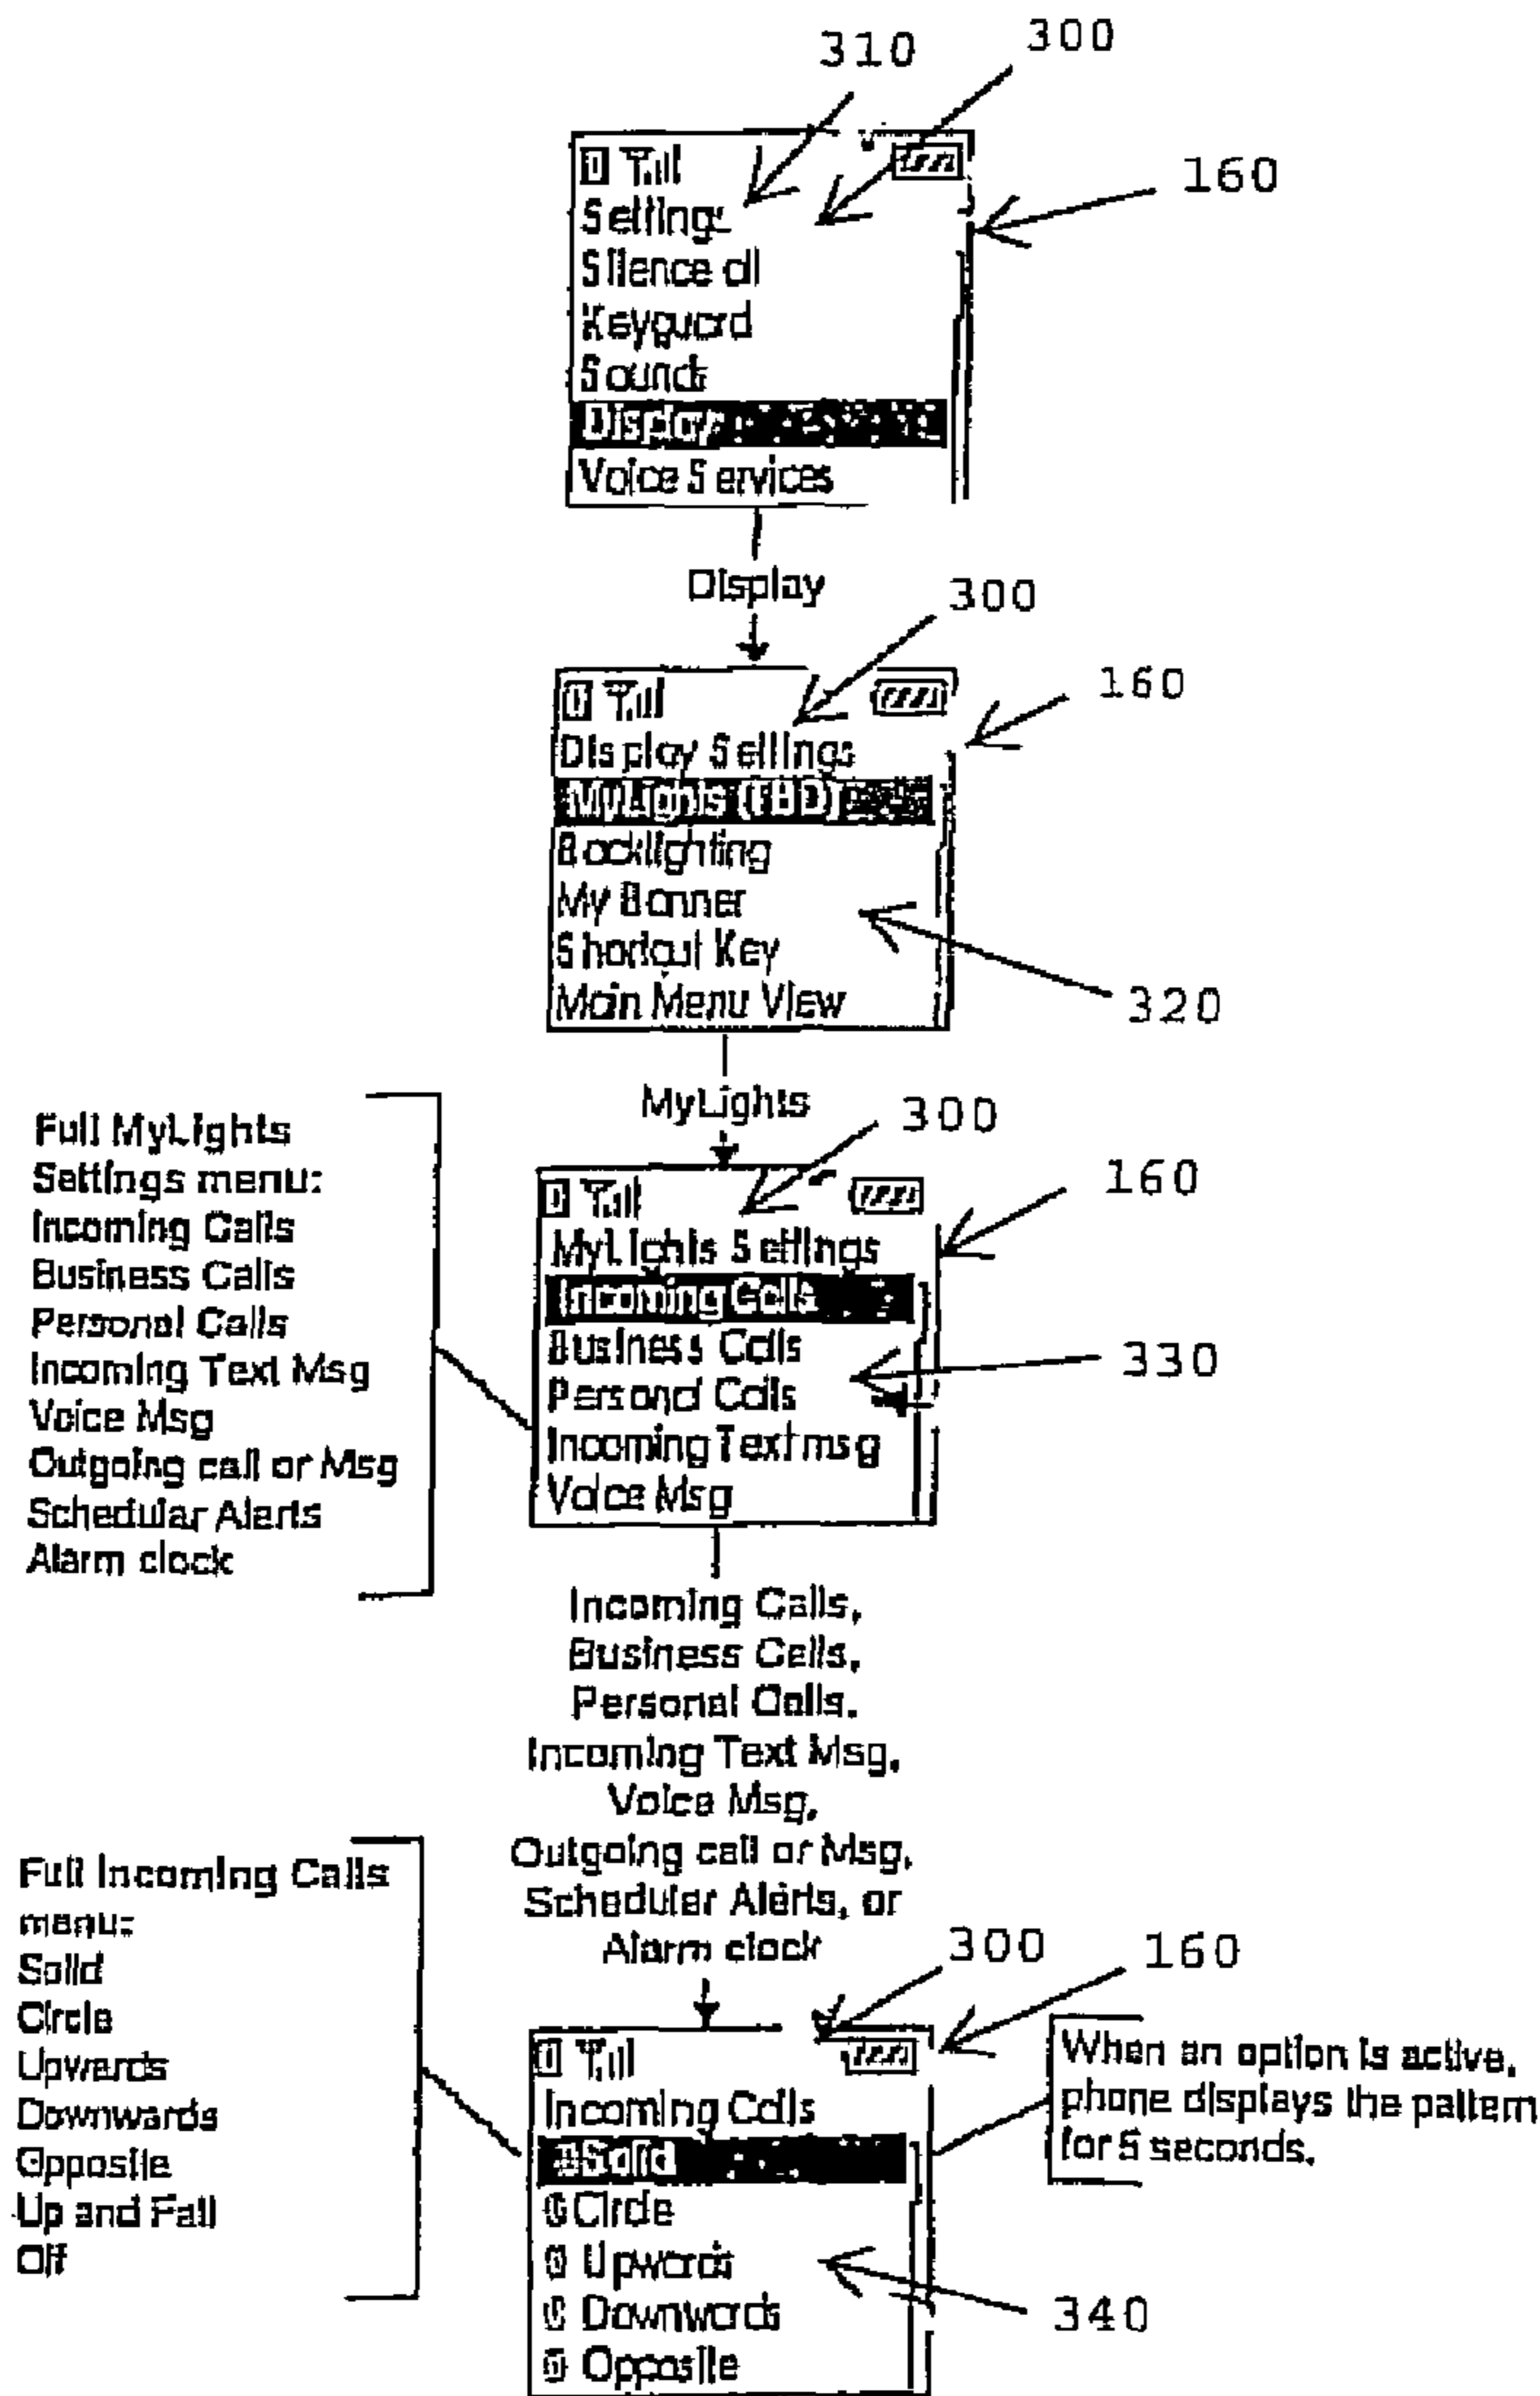 310
300
160
Settings
Silence all
Keyguard
Sounds
Display
Voice Services
Display
300
160
Display Settings
MyLights (TBD)
Backlighting
My Banner
Shortcut Key
Main Menu View
320
MyLights
300
160
Full MyLights
Settings menu:
Incoming Calls
Business Calls
Personal Calls
Incoming Text Msg
Voice Msg
Outgoing call or Msg
Schedular Alerts
Alarm clock
MyLights Settings
Incoming Calls
Business Calls
Personal Calls
Incoming Text msg
Voice Msg
330
Incoming Calls,
Business Calls,
Personal Calls,
Incoming Text Msg,
Voice Msg,
Outgoing call or Msg,
Schedular Alerts, or
Alarm clock
300
160
Full Incoming Calls
menu:
Solid
Circle
Upwards
Downwards
Opposite
Up and Fall
Off
Incoming Calls
Solid
Circle
Upwards
Downwards
Opposite
340
When an option is active,
phone displays the pattern
for 5 seconds.